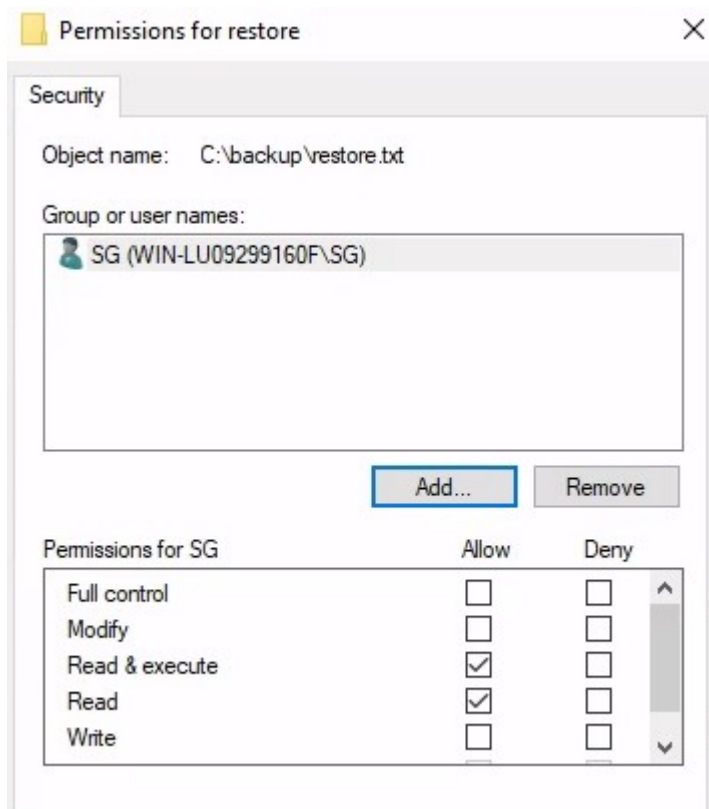 Permissions for restore
Security
Object name: C:\backup\restore.txt
Group or user names:
SG (WIN-LU09299160F\SG)
Add... Remove
Permissions for SG Allow Deny
Full control
Modify
Read & execute
Read
Write